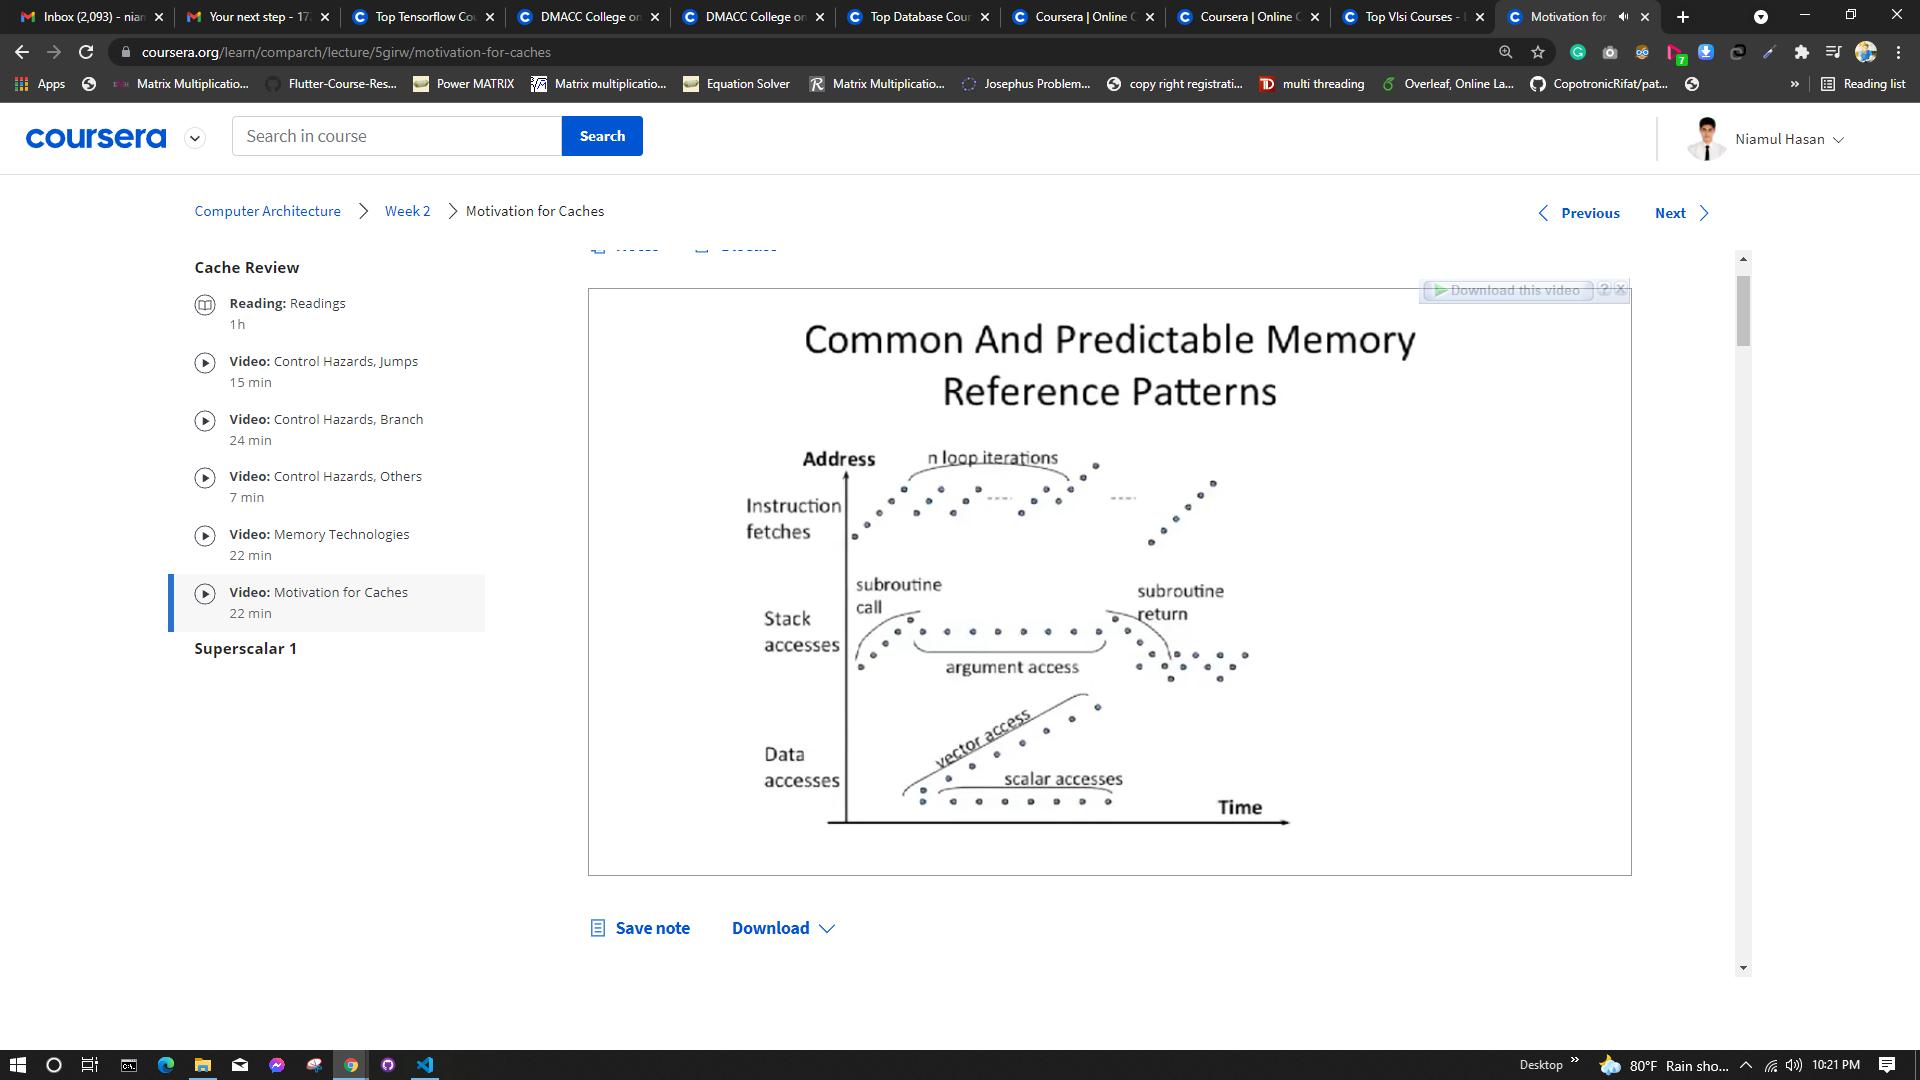 Inbox (2,093) - nian
Your next step - 17
Top Tensorflow Cou
DMACC College on
DMACC College on
Top Database Cour
Coursera | Online C
Coursera | Online C
Top Vlsi Courses -
Motivation for
coursera.org/learn/comparch/lecture/5girw/motivation-for-caches
7
Apps
Matrix Multiplicatio...
Flutter-Course-Res...
Power MATRIX
Matrix multiplicatio...
Equation Solver
Matrix Multiplicatio...
Josephus Problem...
copy right registrati...
multi threading
Overleaf, Online La...
CopotronicRifat/pat...
Reading list
coursera
Search in course
Search
Niamul Hasan
Computer Architecture
Week 2
Motivation for Caches
Previous
Next
Cache Review
Reading: Readings
1h
Video: Control Hazards, Jumps
15 min
Video: Control Hazards, Branch
24 min
Video: Control Hazards, Others
7 min
Video: Memory Technologies
22 min
Video: Motivation for Caches
22 min
Superscalar 1
Download this video ? X
Common And Predictable Memory
Reference Patterns
Address
n loop iterations
Instruction
fetches
subroutine
call
subroutine
return
Stack
accesses
argument access
vector access
Data
accesses
scalar accesses
Time
Save note
Download
Desktop
80°F Rain sho...
10:21 PM